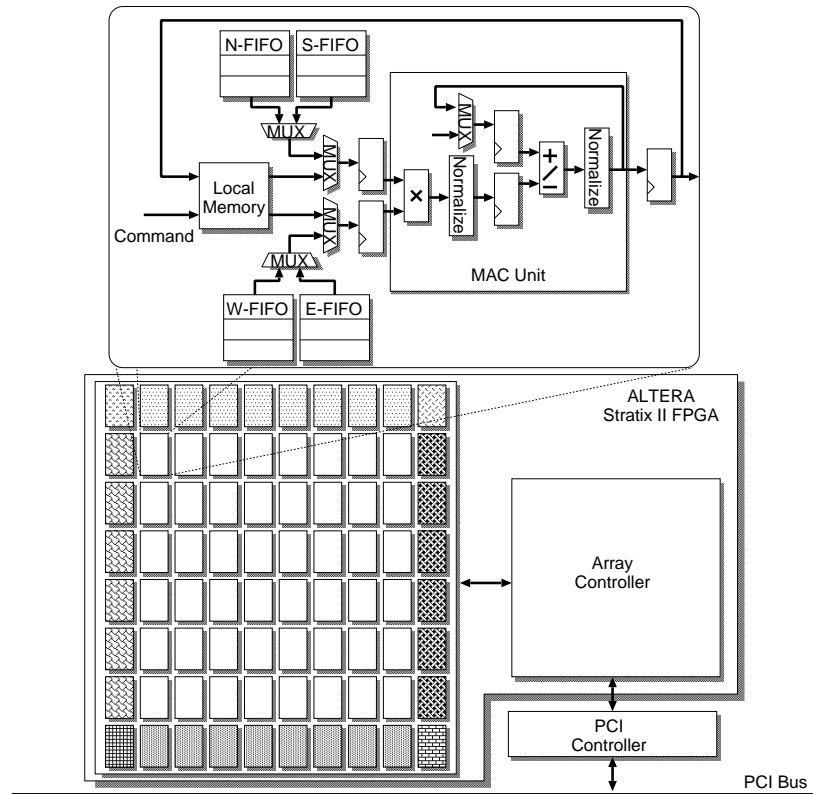 N-FIFO
S-FIFO
MUX
MUX
MUX
Normalize
+/−
Normalize
×
Local
Memory
Command
MUX
MUX
MAC Unit
W-FIFO
E-FIFO
ALTERA
Stratix II FPGA
Array
Controller
PCI
Controller
PCI Bus